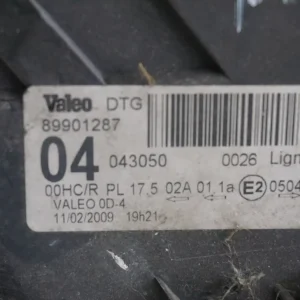 Valeo DTG
89901287
04 043050 0026 Lign
00HC/R PL 17.5 02A 01.1a E2 0504
VALEO 0D-4
11/02/2009 19h21